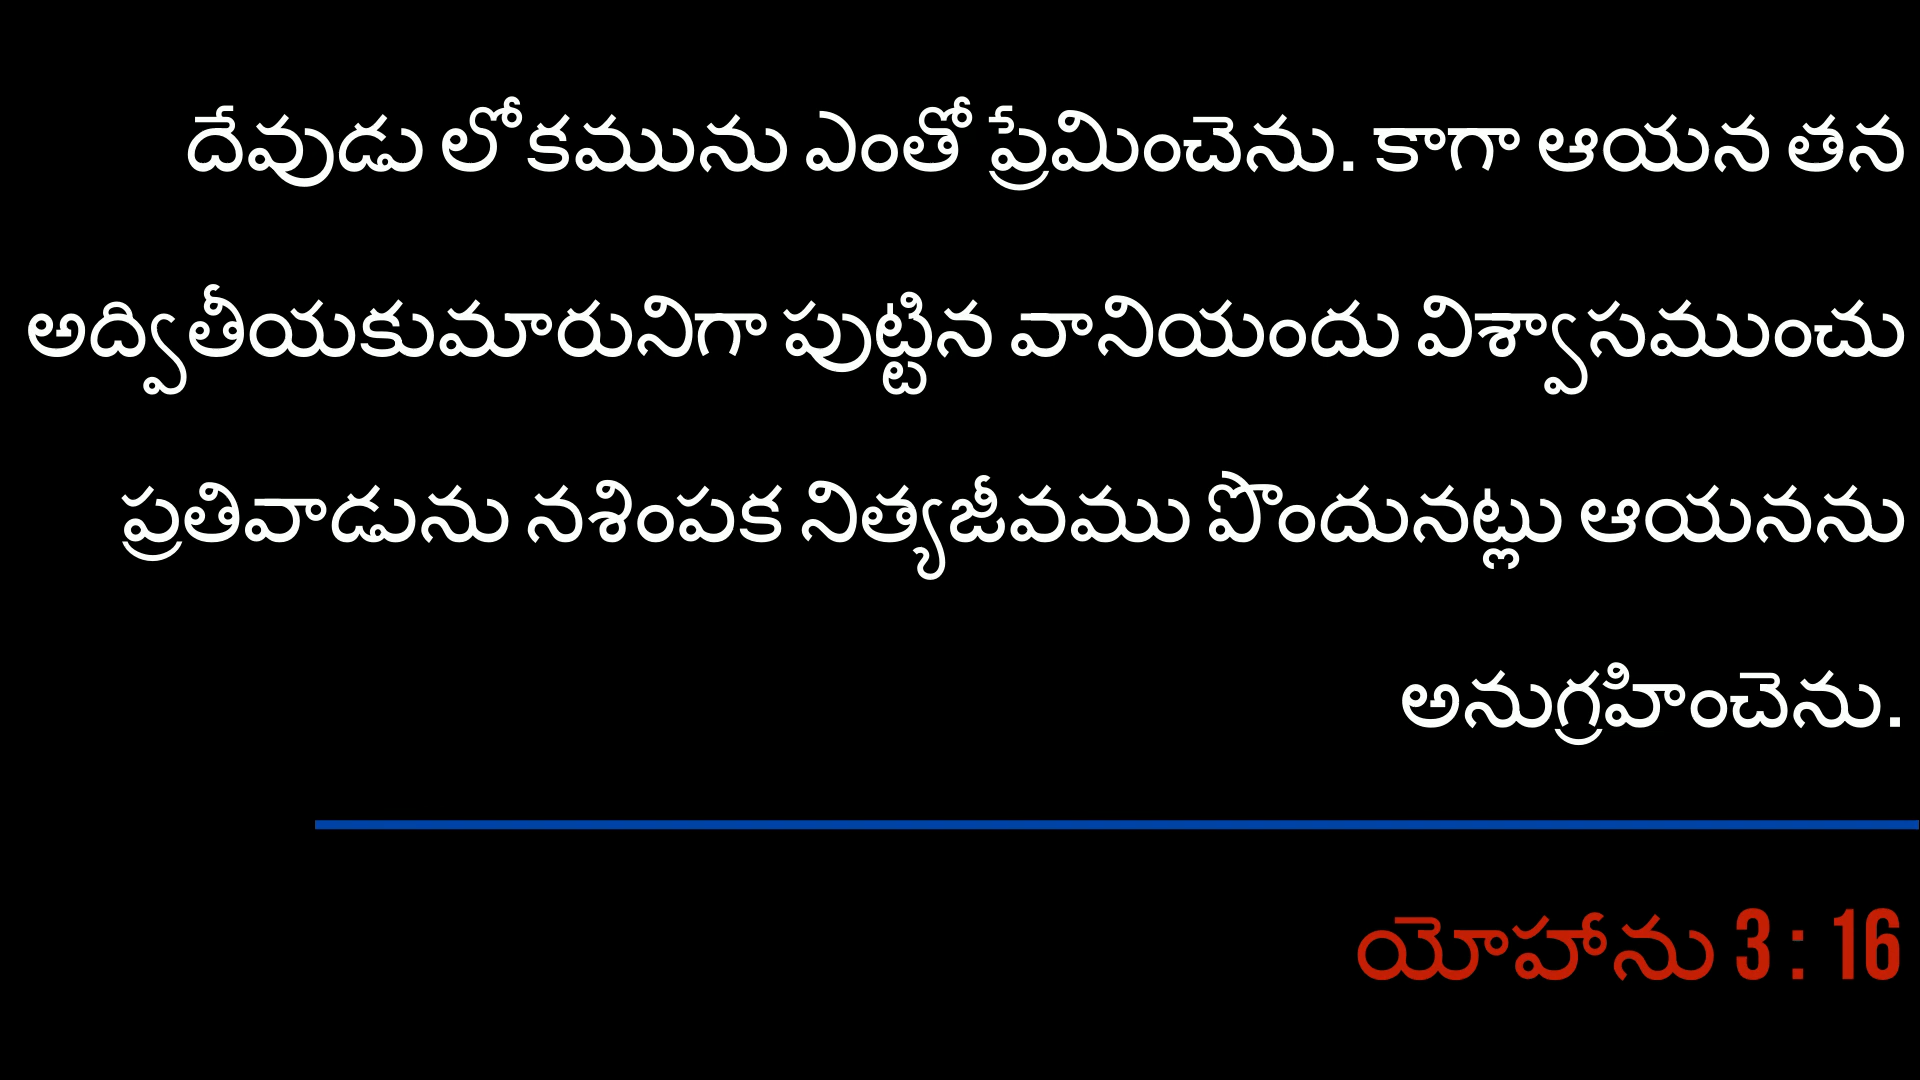 దేవుడు లోకమును ఎంతో ప్రేమించెను. కాగా ఆయన తన
అద్వితీయకుమారునిగా పుట్టిన వానియందు విశ్వాసముంచు
ప్రతివాడును నశింపక నిత్యజీవము పొందునట్లు ఆయనను
అనుగ్రహించెను.
యోహాను 3 : 16